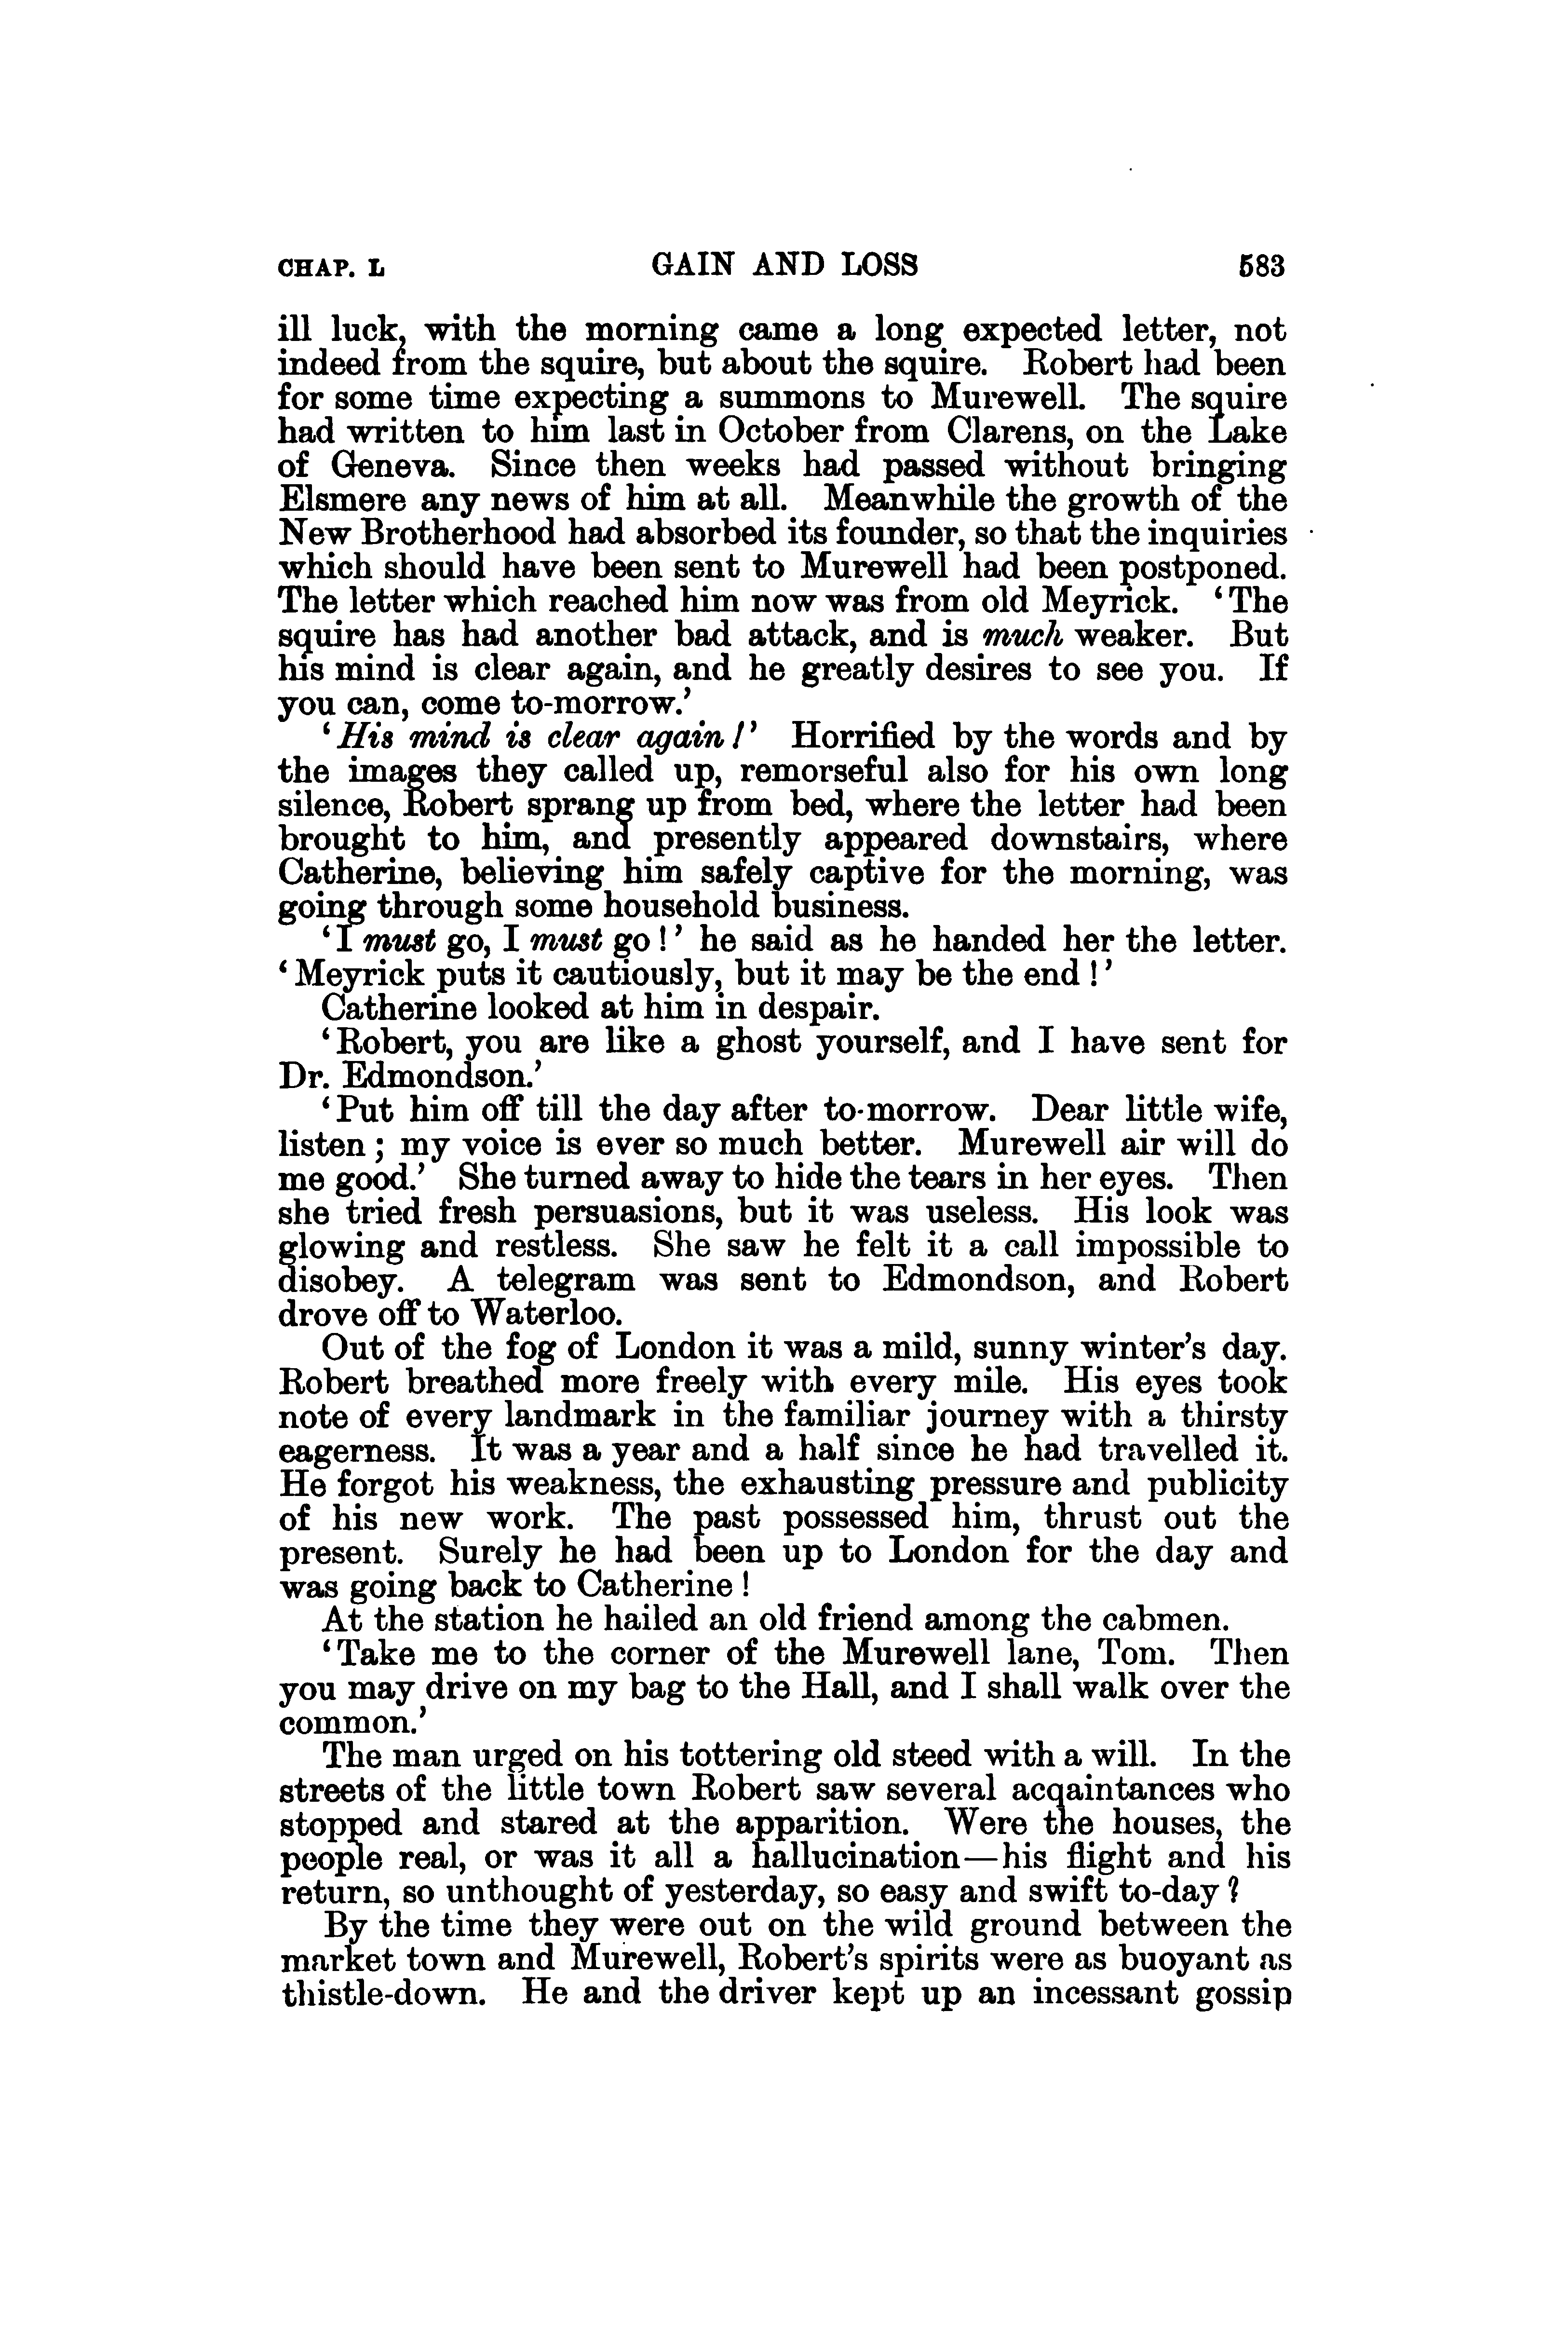 CHAP. L GAIN AND LOSS 583
ill luck, with the morning came a long expected letter, not
indeed from the squire, but about the squire. Robert had been
for some time expecting a summons to Murewell. The squire
had written to him last in October from Clarens, on the Lake
of Geneva. Since then weeks had passed without bringing
Elsmere any news of him at all. Meanwhile the growth of the
New Brotherhood had absorbed its founder, so that the inquiries
which should have been sent to Murewell had been postponed.
The letter which reached him now was from old Meyrick. ‘The
squire has had another bad attack, and is much weaker. But
his mind is clear again, and he greatly desires to see you. If
you can, come to-morrow.’
‘His mind is clear again!’ Horrified by the words and by
the images they called up, remorseful also for his own long
silence, Robert sprang up from bed, where the letter had been
brought to him, and presently appeared downstairs, where
Catherine, believing him safely captive for the morning, was
going through some household business.
‘I must go, I must go!’ he said as he handed her the letter.
‘Meyrick puts it cautiously, but it may be the end!’
Catherine looked at him in despair.
‘Robert, you are like a ghost yourself, and I have sent for
Dr. Edmondson.’
‘Put him off till the day after to-morrow. Dear little wife,
listen; my voice is ever so much better. Murewell air will do
me good.’ She turned away to hide the tears in her eyes. Then
she tried fresh persuasions, but it was useless. His look was
glowing and restless. She saw he felt it a call impossible to
disobey. A telegram was sent to Edmondson, and Robert
drove off to Waterloo.
Out of the fog of London it was a mild, sunny winter’s day.
Robert breathed more freely with every mile. His eyes took
note of every landmark in the familiar journey with a thirsty
eagerness. It was a year and a half since he had travelled it.
He forgot his weakness, the exhausting pressure and publicity
of his new work. The past possessed him, thrust out the
present. Surely he had been up to London for the day and
was going back to Catherine!
At the station he hailed an old friend among the cabmen.
‘Take me to the corner of the Murewell lane, Tom. Then
you may drive on my bag to the Hall, and I shall walk over the
common.’
The man urged on his tottering old steed with a will. In the
streets of the little town Robert saw several acqaintances who
stopped and stared at the apparition. Were the houses, the
people real, or was it all a hallucination—his flight and his
return, so unthought of yesterday, so easy and swift to-day?
By the time they were out on the wild ground between the
market town and Murewell, Robert’s spirits were as buoyant as
thistle-down. He and the driver kept up an incessant gossip